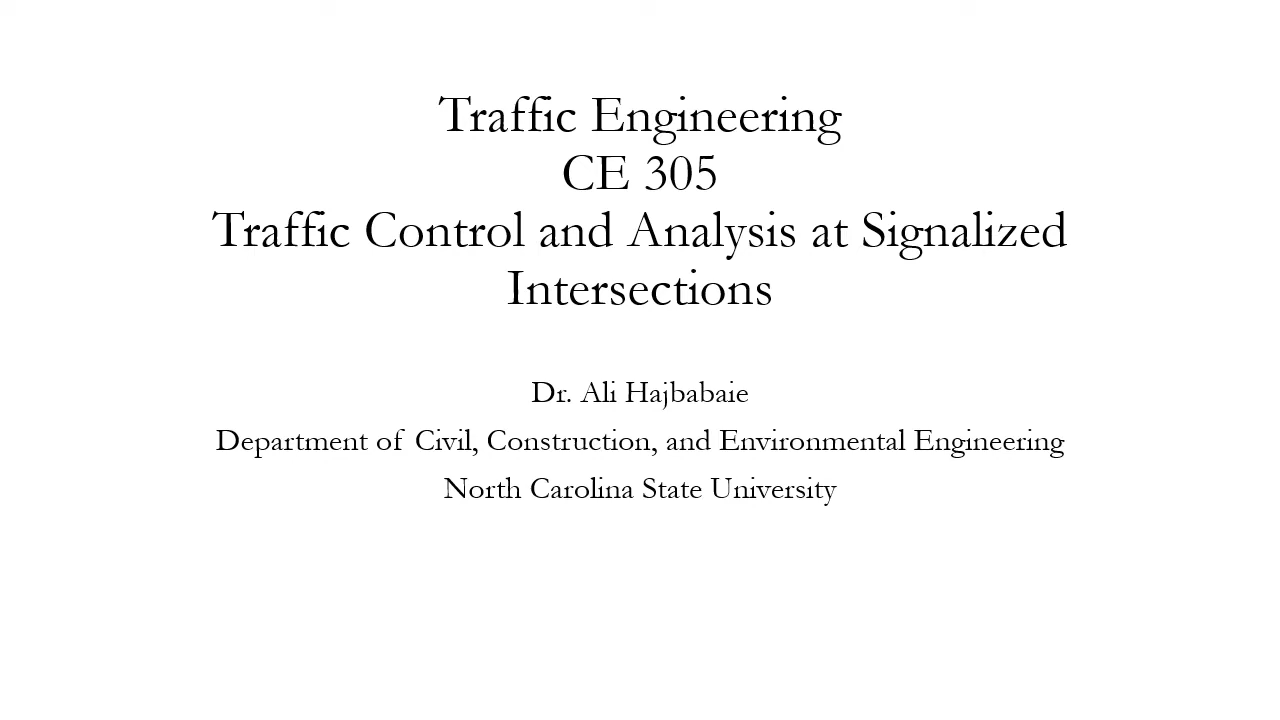 Traffic Engineering
CE 305
Traffic Control and Analysis at Signalized
Intersections
Dr. Ali Hajbabaie
Department of Civil, Construction, and Environmental Engineering
North Carolina State University